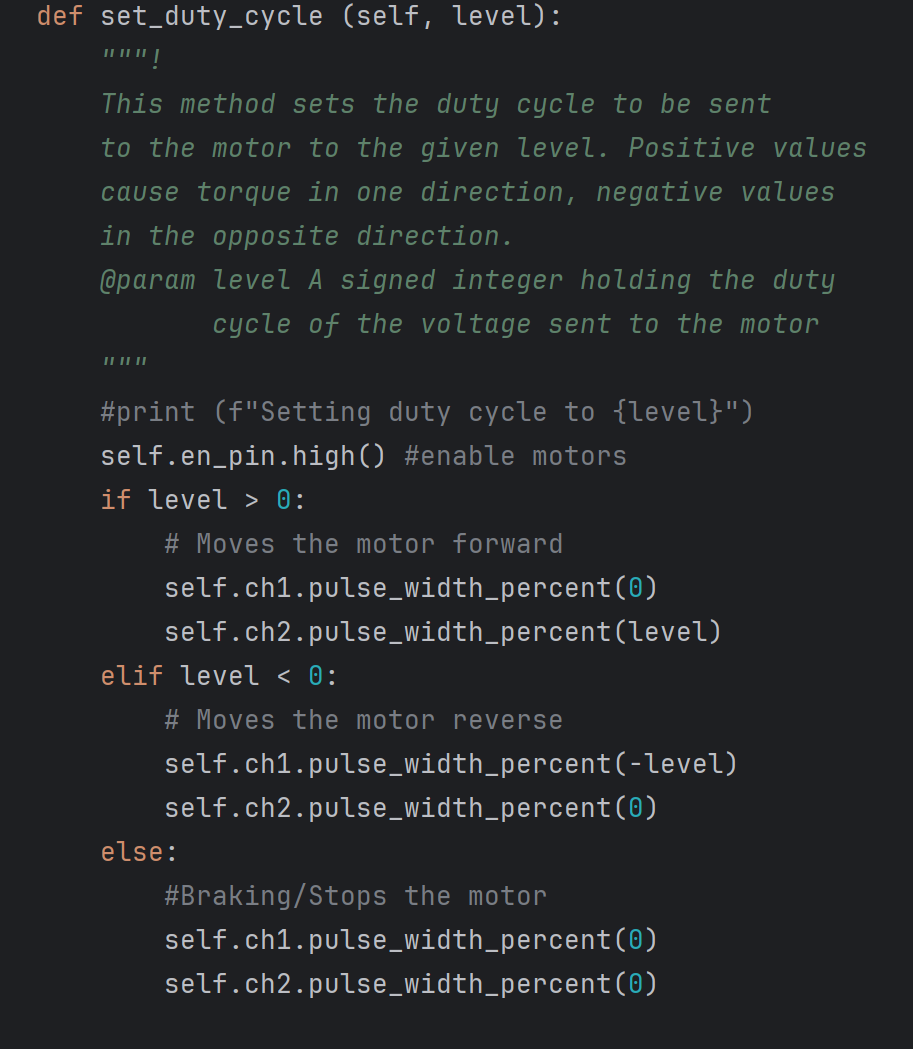 def set_duty_cycle (self, level):
    """!
    This method sets the duty cycle to be sent
    to the motor to the given level. Positive values
    cause torque in one direction, negative values
    in the opposite direction.
    @param level A signed integer holding the duty
           cycle of the voltage sent to the motor
    """
    #print (f"Setting duty cycle to {level}")
    self.en_pin.high() #enable motors
    if level > 0:
        # Moves the motor forward
        self.ch1.pulse_width_percent(0)
        self.ch2.pulse_width_percent(level)
    elif level < 0:
        # Moves the motor reverse
        self.ch1.pulse_width_percent(-level)
        self.ch2.pulse_width_percent(0)
    else:
        #Braking/Stops the motor
        self.ch1.pulse_width_percent(0)
        self.ch2.pulse_width_percent(0)